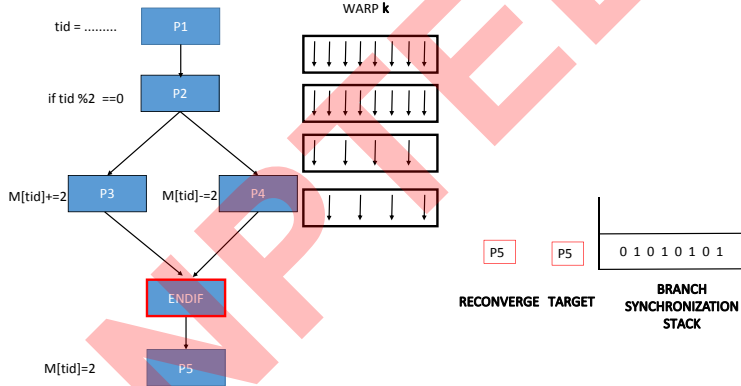 WARP k
tid = .........
P1
if tid %2 ==0
P2
M[tid]+=2
P3
M[tid]-=2
P4
ENDIF
M[tid]=2
P5
P5
P5
0 1 0 1 0 1 0 1
RECONVERGE TARGET
BRANCH
SYNCHRONIZATION
STACK
NPTEL